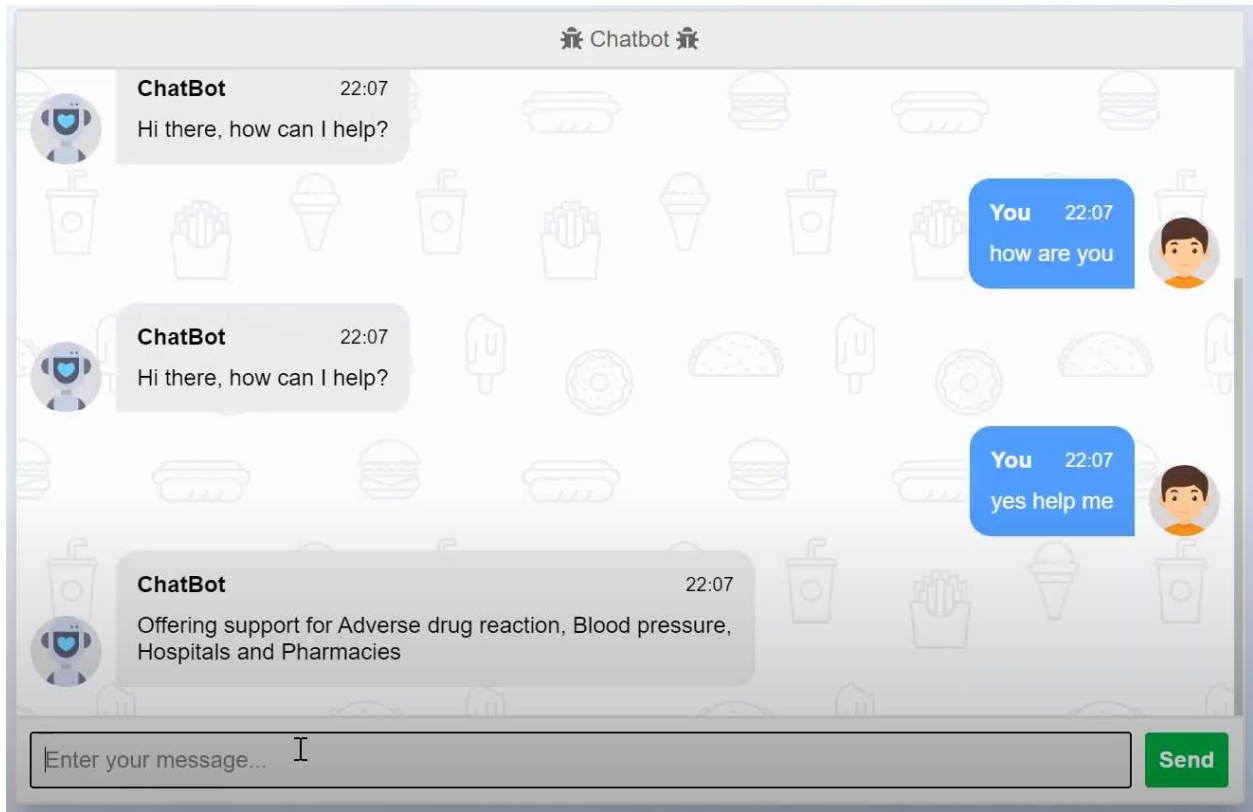 Chatbot
ChatBot 22:07
Hi there, how can I help?
You 22:07
how are you
ChatBot 22:07
Hi there, how can I help?
You 22:07
yes help me
ChatBot 22:07
Offering support for Adverse drug reaction, Blood pressure,
Hospitals and Pharmacies
Enter your message...
Send